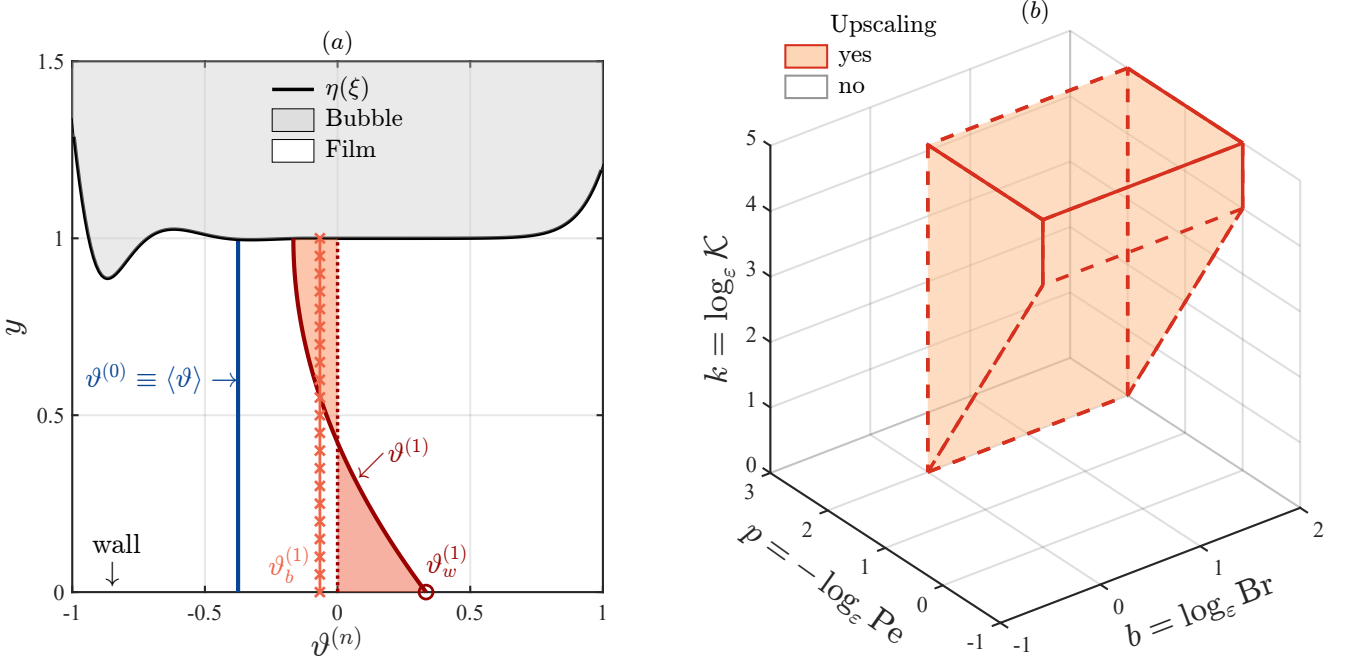 (a)
1.5
1
0.5
0
y
η(ξ)
Bubble
Film
ϑ⁽⁰⁾ ≡ ⟨ϑ⟩ →
ϑ⁽¹⁾
ϑ_b⁽¹⁾
ϑ_w⁽¹⁾
wall
↓
-1 -0.5 0 0.5 1
ϑ⁽ⁿ⁾
(b)
Upscaling
yes
no
5
4
3
2
1
0
k = log_ε 𝒦
3
2
1
0
-1
p = −log_ε Pe
-1
0
1
2
b = log_ε Br